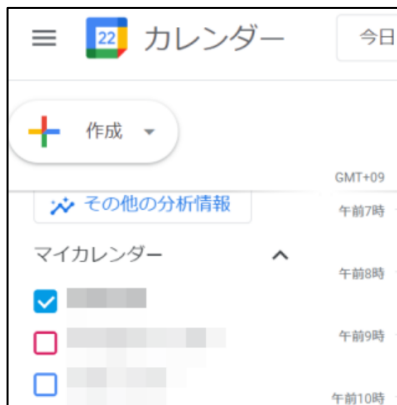 22 カレンダー 今日
作成
GMT+09
その他の分析情報
午前7時
マイカレンダー
午前8時
午前9時
午前10時